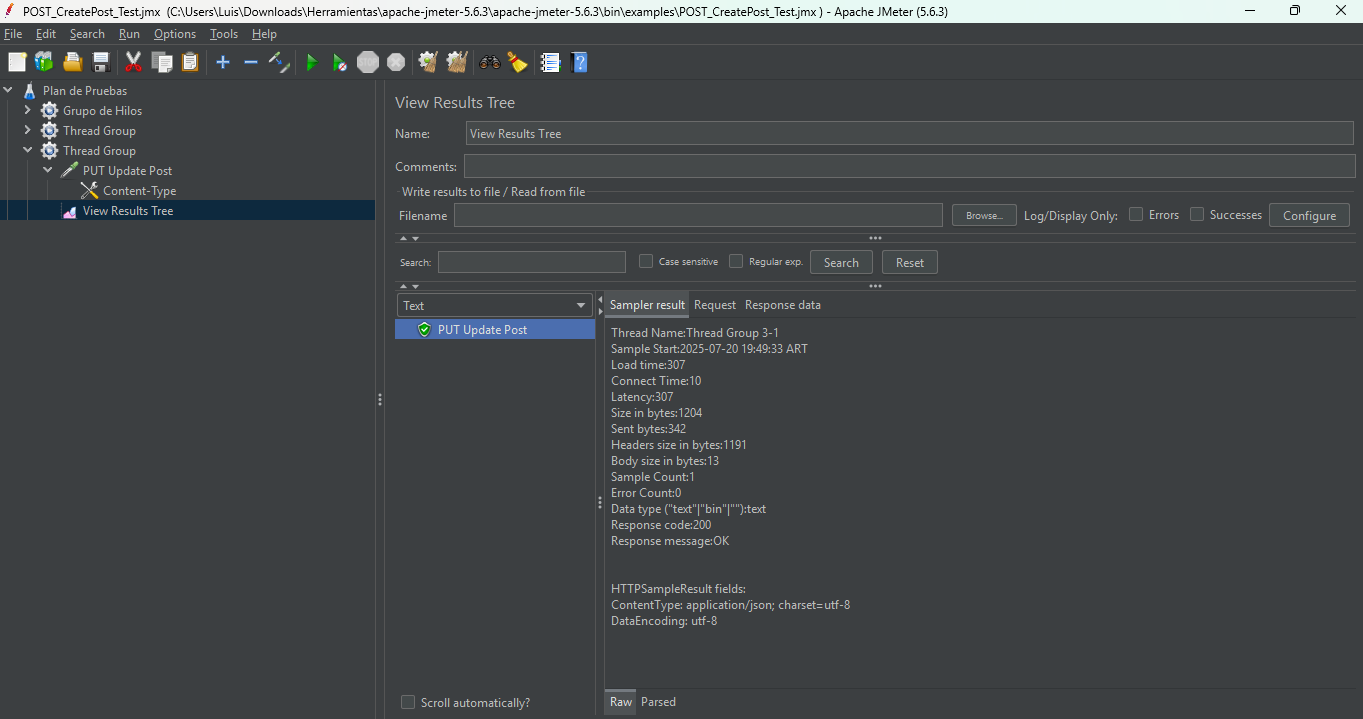 POST_CreatePost_Test.jmx (C:\Users\Luis\Downloads\Herramientas\apache-jmeter-5.6.3\apache-jmeter-5.6.3\bin\examples\POST_CreatePost_Test.jmx ) - Apache JMeter (5.6.3)
File Edit Search Run Options Tools Help
STOP
Plan de Pruebas
Grupo de Hilos
Thread Group
Thread Group
PUT Update Post
Content-Type
View Results Tree
View Results Tree
Name: View Results Tree
Comments:
Write results to file / Read from file
Filename Browse... Log/Display Only: Errors Successes Configure
Search: Case sensitive Regular exp. Search Reset
Text
PUT Update Post
Scroll automatically?
Sampler result Request Response data
Thread Name:Thread Group 3-1
Sample Start:2025-07-20 19:49:33 ART
Load time:307
Connect Time:10
Latency:307
Size in bytes:1204
Sent bytes:342
Headers size in bytes:1191
Body size in bytes:13
Sample Count:1
Error Count:0
Data type ("text"|"bin"|""):text
Response code:200
Response message:OK
HTTPSampleResult fields:
ContentType: application/json; charset=utf-8
DataEncoding: utf-8
Raw Parsed